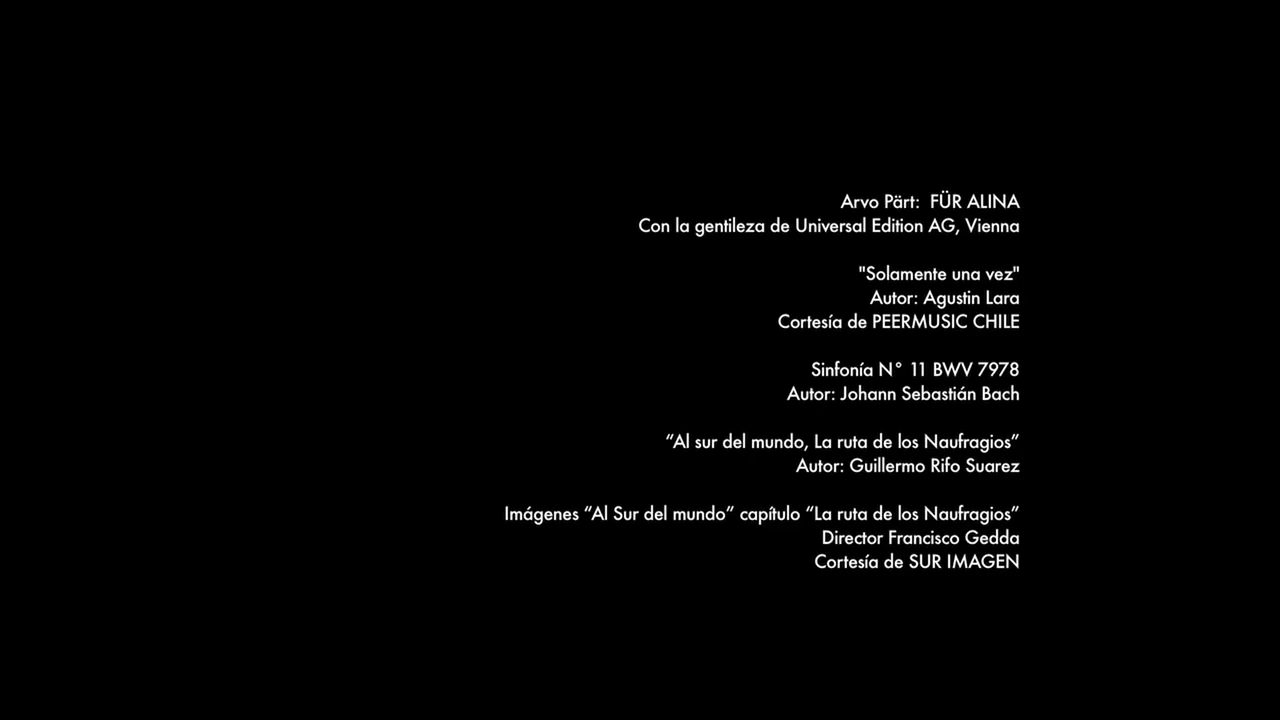 Arvo Pärt:  FÜR ALINA
Con la gentileza de Universal Edition AG, Vienna
"Solamente una vez"
Autor: Agustin Lara
Cortesía de PEERMUSIC CHILE
Sinfonía N° 11 BWV 7978
Autor: Johann Sebastián Bach
“Al sur del mundo, La ruta de los Naufragios”
Autor: Guillermo Rifo Suarez
Imágenes “Al Sur del mundo” capítulo “La ruta de los Naufragios”
Director Francisco Gedda
Cortesía de SUR IMAGEN